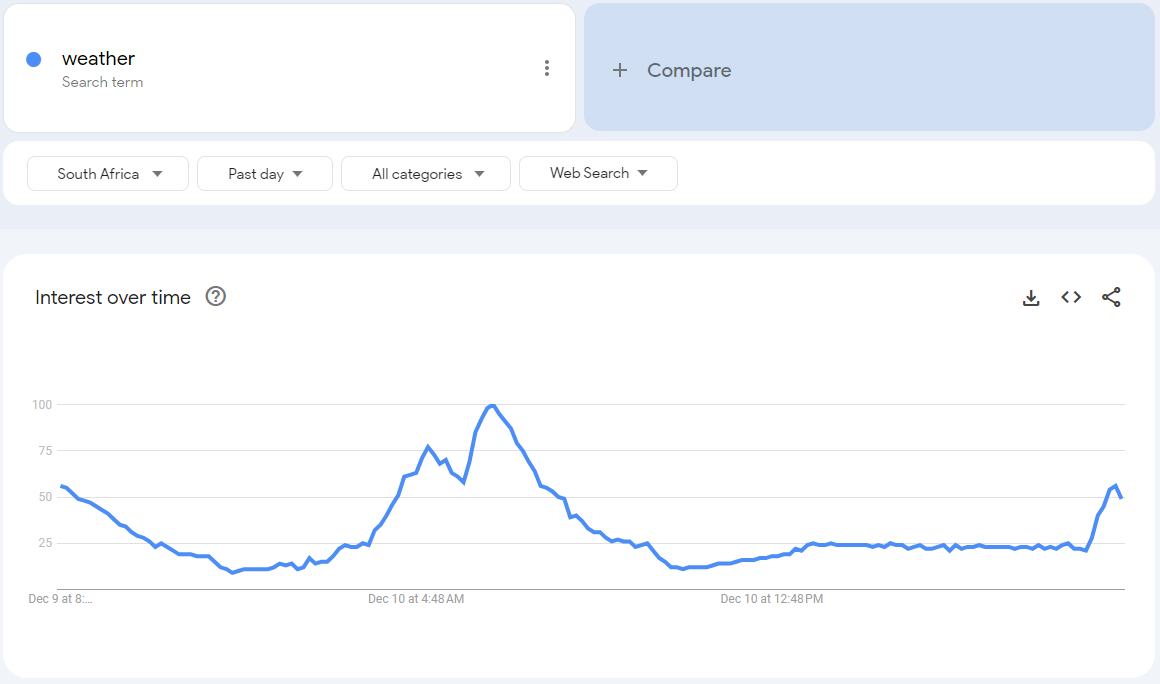 weather
Search term
+ Compare
South Africa
Past day
All categories
Web Search
Interest over time
100
75
50
25
Dec 9 at 8:...
Dec 10 at 4:48 AM
Dec 10 at 12:48 PM